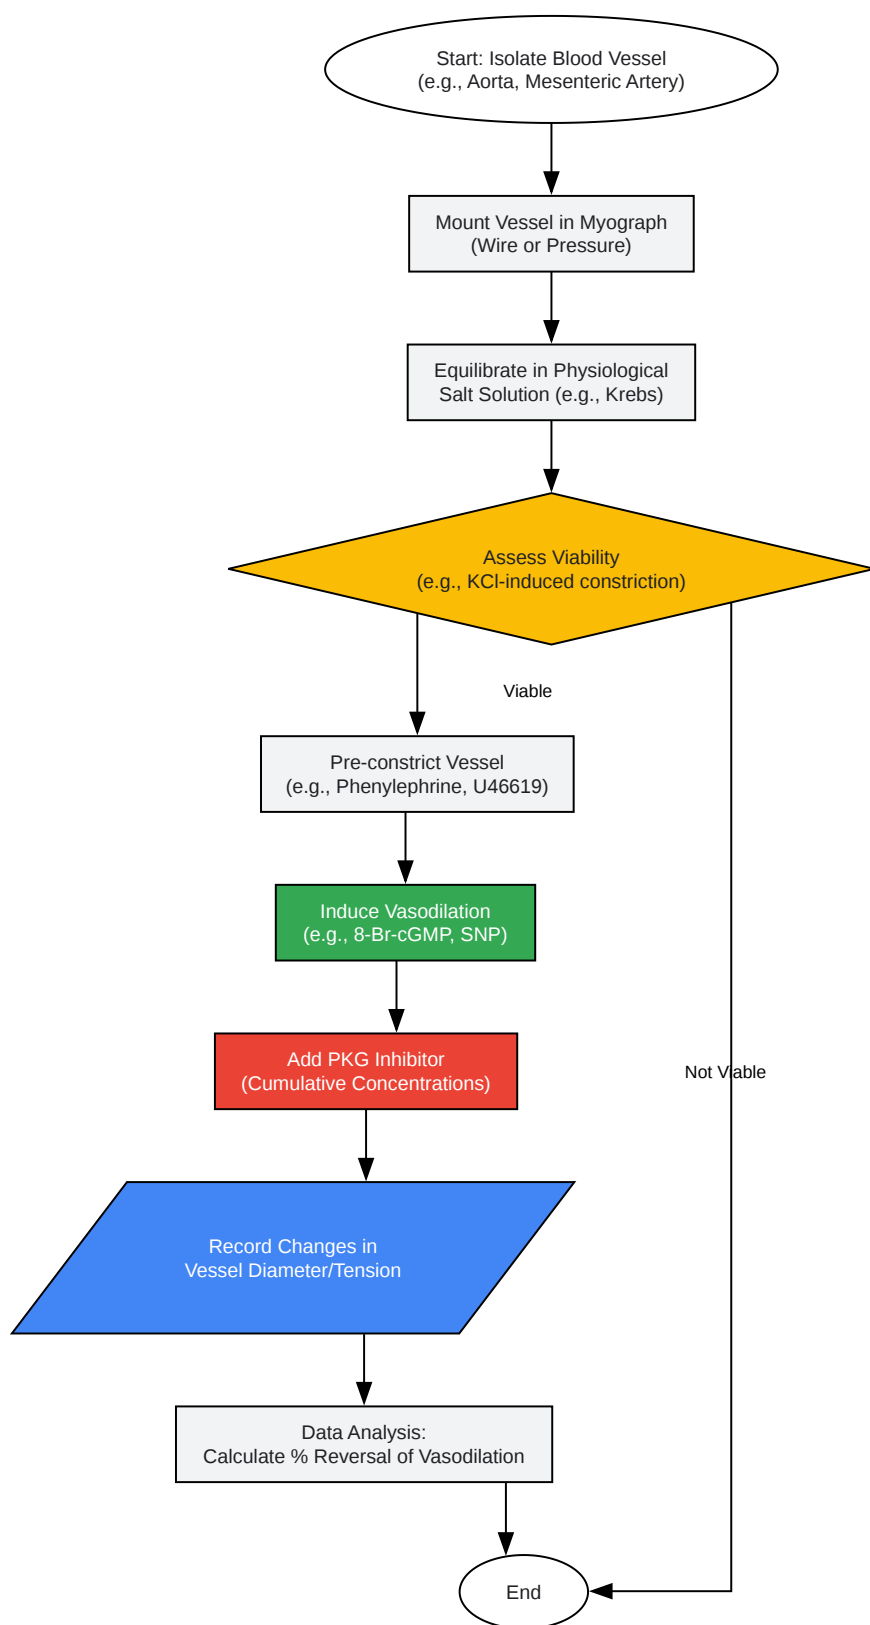 Start: Isolate Blood Vessel
(e.g., Aorta, Mesenteric Artery)
Mount Vessel in Myograph
(Wire or Pressure)
Equilibrate in Physiological
Salt Solution (e.g., Krebs)
Assess Viability
(e.g., KCl-induced constriction)
Viable
Pre-constrict Vessel
(e.g., Phenylephrine, U46619)
Induce Vasodilation
(e.g., 8-Br-cGMP, SNP)
Add PKG Inhibitor
(Cumulative Concentrations)
Not Viable
Record Changes in
Vessel Diameter/Tension
Data Analysis:
Calculate % Reversal of Vasodilation
End